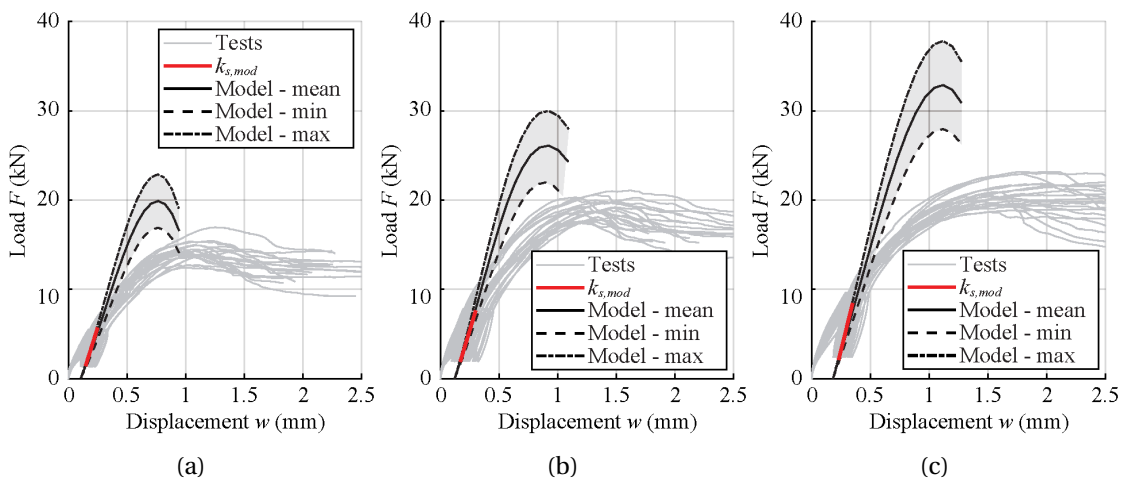 40
30
20
10
0
Load F (kN)
0 0.5 1 1.5 2 2.5
Displacement w (mm)
Tests
k_s,mod
Model - mean
Model - min
Model - max
(a)
40
30
20
10
0
Load F (kN)
0 0.5 1 1.5 2 2.5
Displacement w (mm)
Tests
k_s,mod
Model - mean
Model - min
Model - max
(b)
40
30
20
10
0
Load F (kN)
0 0.5 1 1.5 2 2.5
Displacement w (mm)
Tests
k_s,mod
Model - mean
Model - min
Model - max
(c)